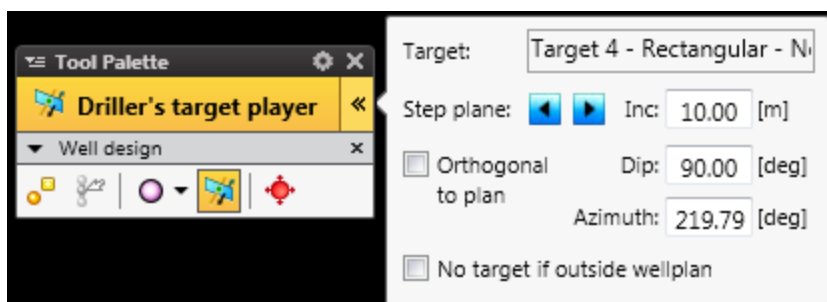 Tool Palette
Driller's target player
Well design
Target: Target 4 - Rectangular - N
Step plane: Inc: 10.00 [m]
Orthogonal to plan
Dip: 90.00 [deg]
Azimuth: 219.79 [deg]
No target if outside wellplan